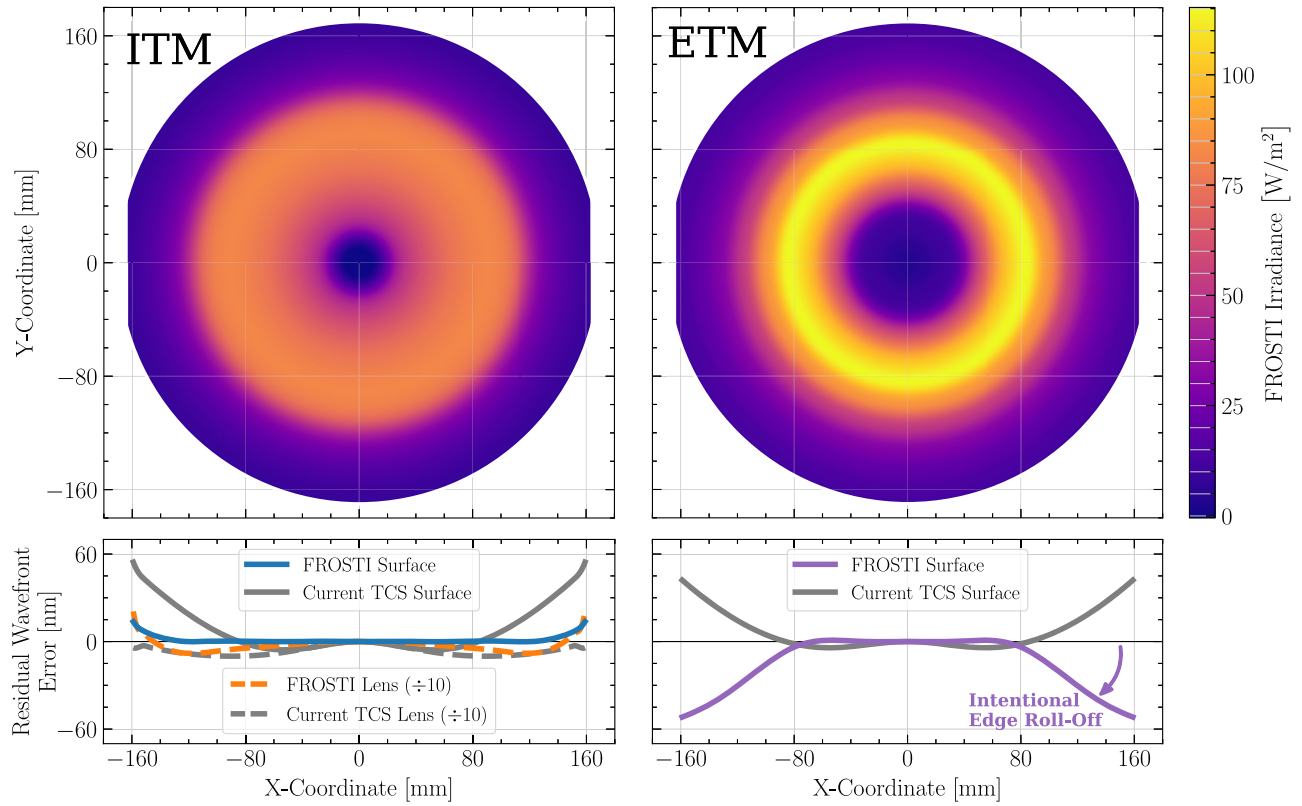 ITM
ETM
160
80
0
−80
−160
Y-Coordinate [mm]
100
75
50
25
0
FROSTI Irradiance [W/m²]
60
0
−60
Residual Wavefront
Error [nm]
FROSTI Surface
Current TCS Surface
FROSTI Lens (÷10)
Current TCS Lens (÷10)
−160
−80
0
80
160
X-Coordinate [mm]
FROSTI Surface
Current TCS Surface
Intentional
Edge Roll-Off
−160
−80
0
80
160
X-Coordinate [mm]